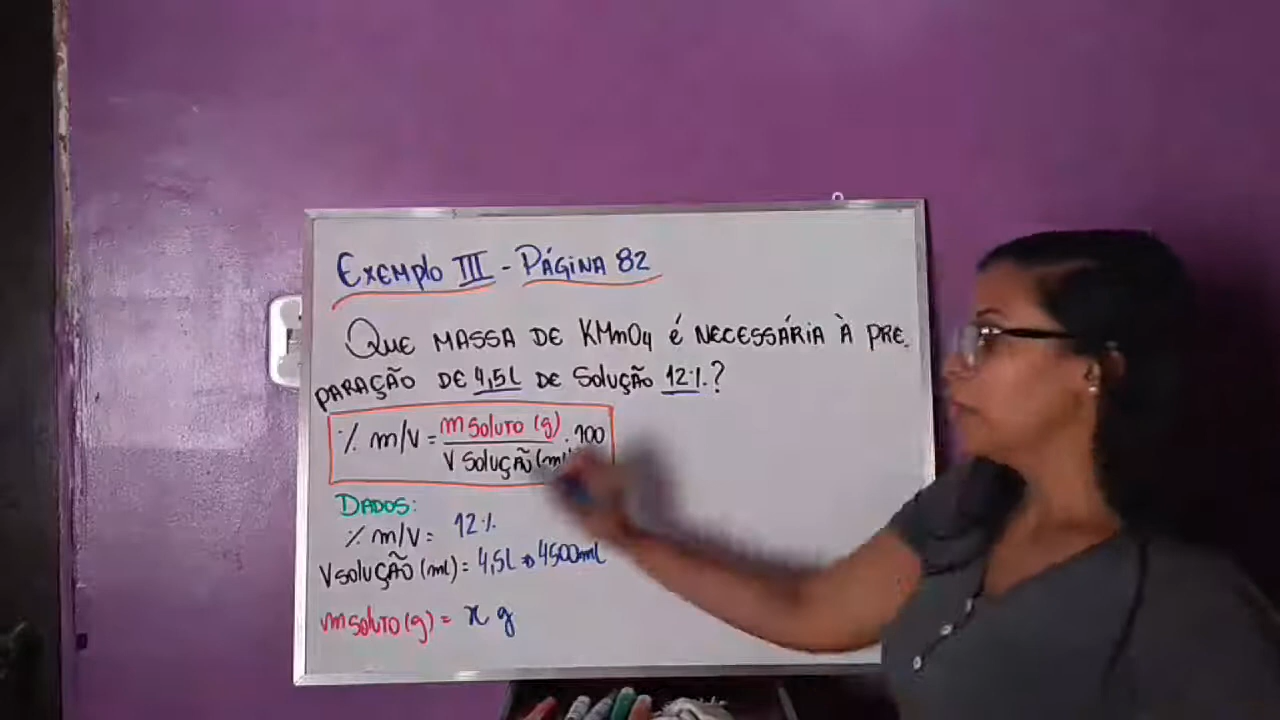 Exemplo III - Página 82
Que massa de KMnO4 é necessária à pre-
paração de 4,5l de solução 12%?
% m/v = m soluto (g) . 100
V solução (ml)
Dados:
% m/v = 12%
V solução (ml) = 4,5l → 4500ml
m soluto (g) = x g